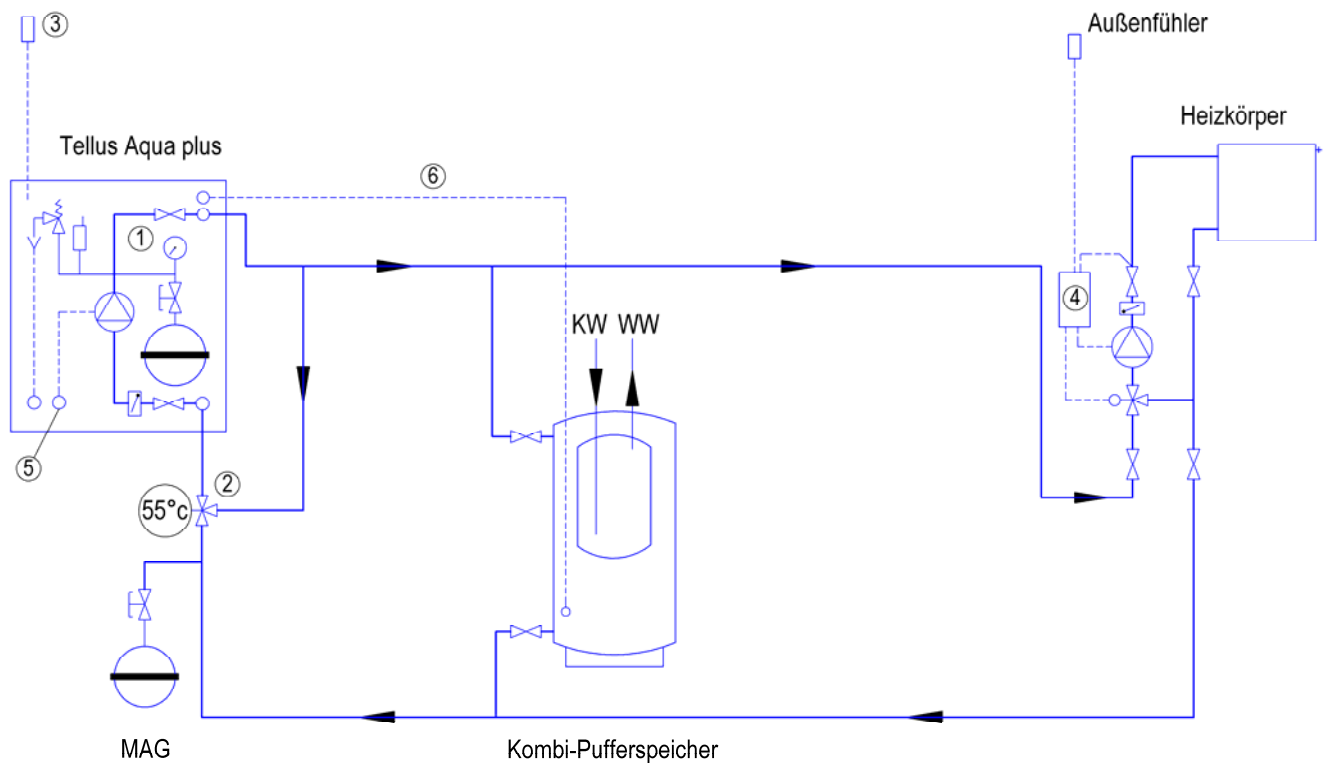 ③
Außenfühler
Heizkörper
Tellus Aqua plus
⑥
①
④
KW WW
⑤
②
55°c
MAG
Kombi-Pufferspeicher